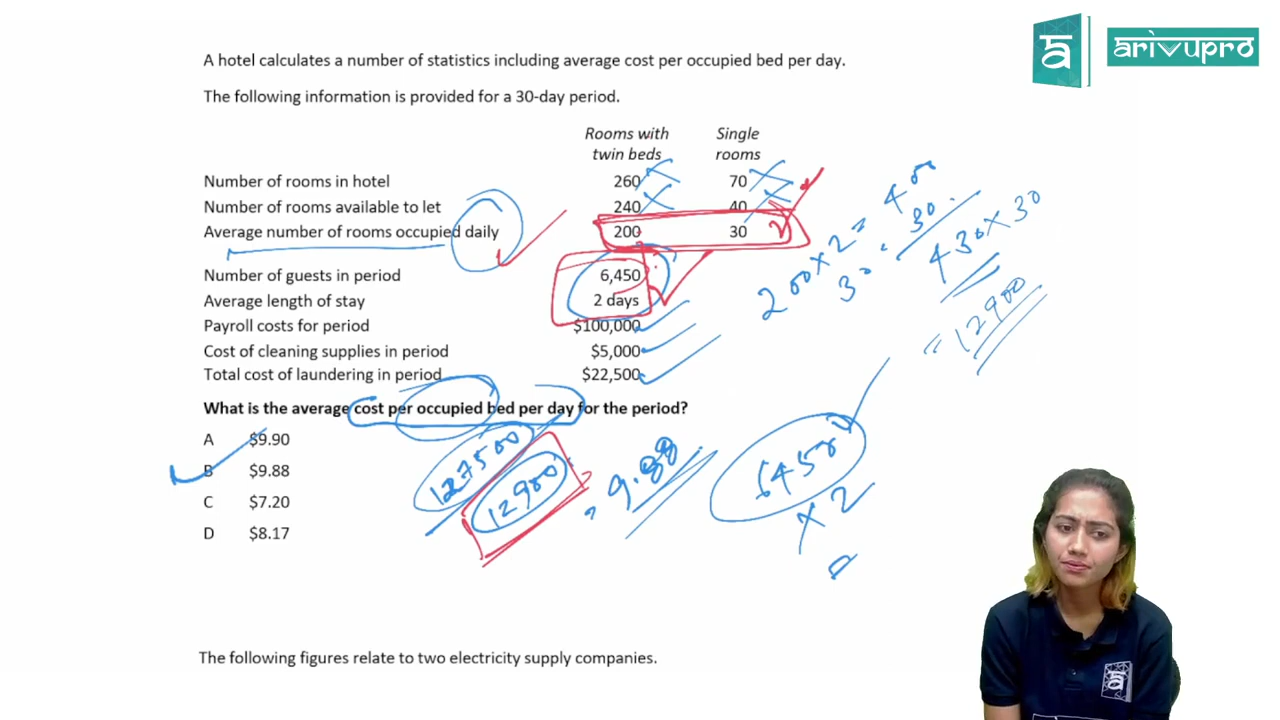 ā arivupro
A hotel calculates a number of statistics including average cost per occupied bed per day.
The following information is provided for a 30-day period.
Rooms with Single
twin beds rooms
Number of rooms in hotel 260 70
Number of rooms available to let 240 40
Average number of rooms occupied daily 200 30
Number of guests in period 6,450
Average length of stay 2 days
Payroll costs for period $100,000
Cost of cleaning supplies in period $5,000
Total cost of laundering in period $22,500
What is the average cost per occupied bed per day for the period?
A $9.90
B $9.88
C $7.20
D $8.17
200 x 2 = 400
30 . 30
430 x 30
= 12900
127500
12900
= 9.88
6450
x 2
The following figures relate to two electricity supply companies.
ā